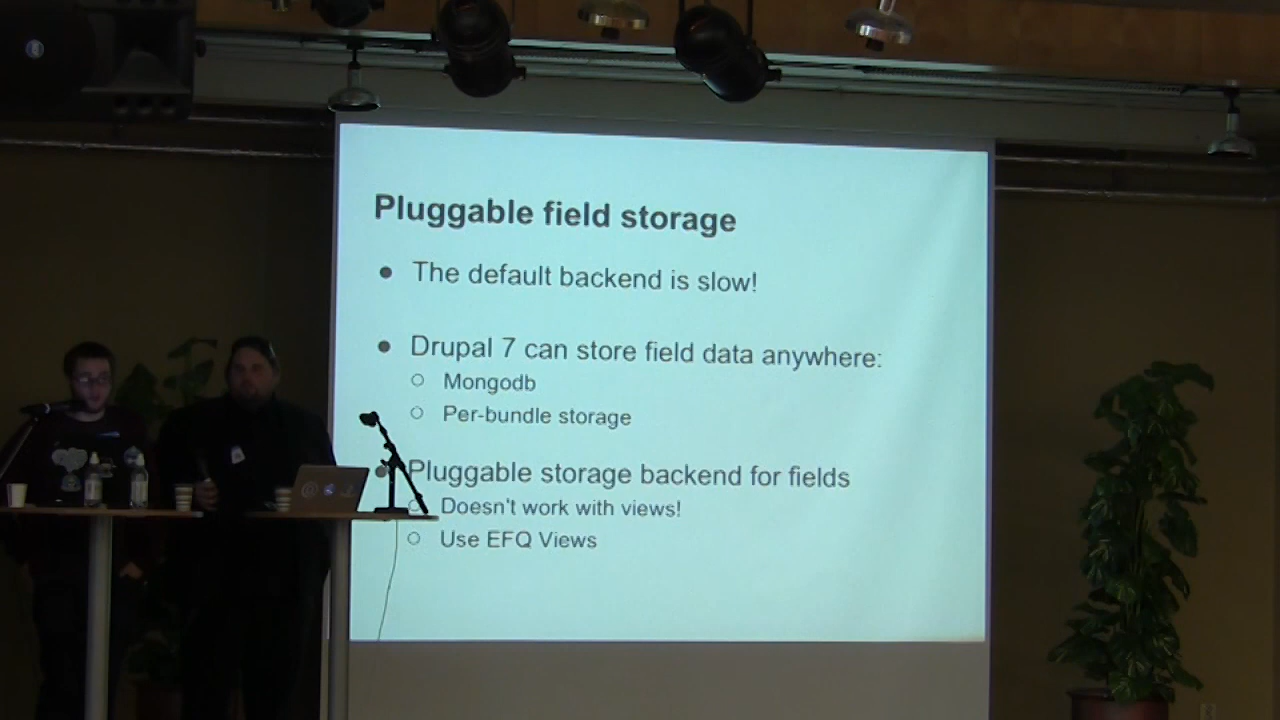 Pluggable field storage
The default backend is slow!
Drupal 7 can store field data anywhere:
Mongodb
Per-bundle storage
Pluggable storage backend for fields
Doesn't work with views!
Use EFQ Views